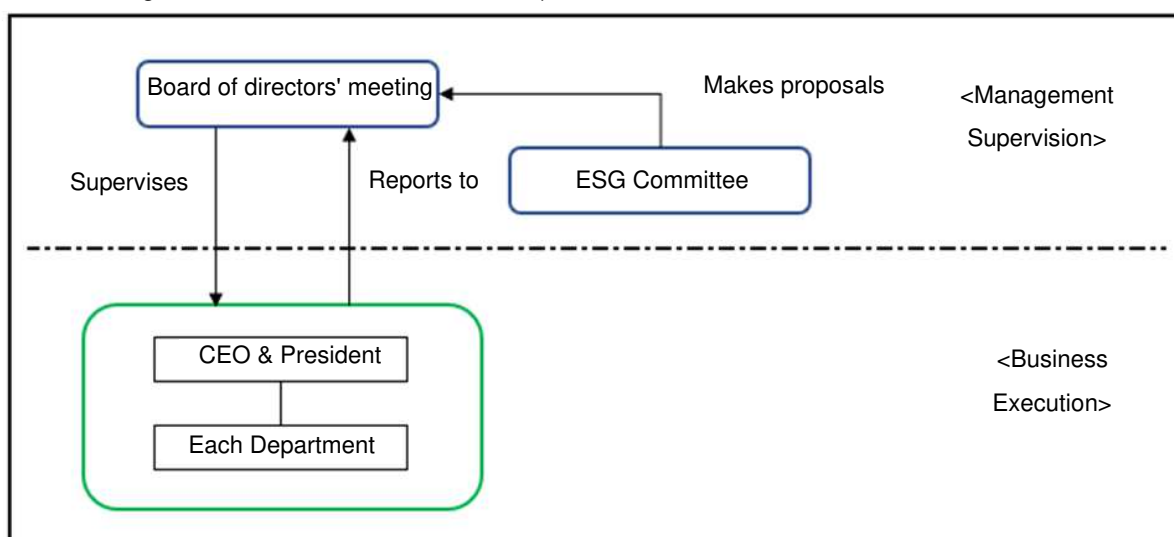 Board of directors' meeting
Makes proposals
<Management
Supervision>
Supervises
Reports to
ESG Committee
CEO & President
Each Department
<Business
Execution>